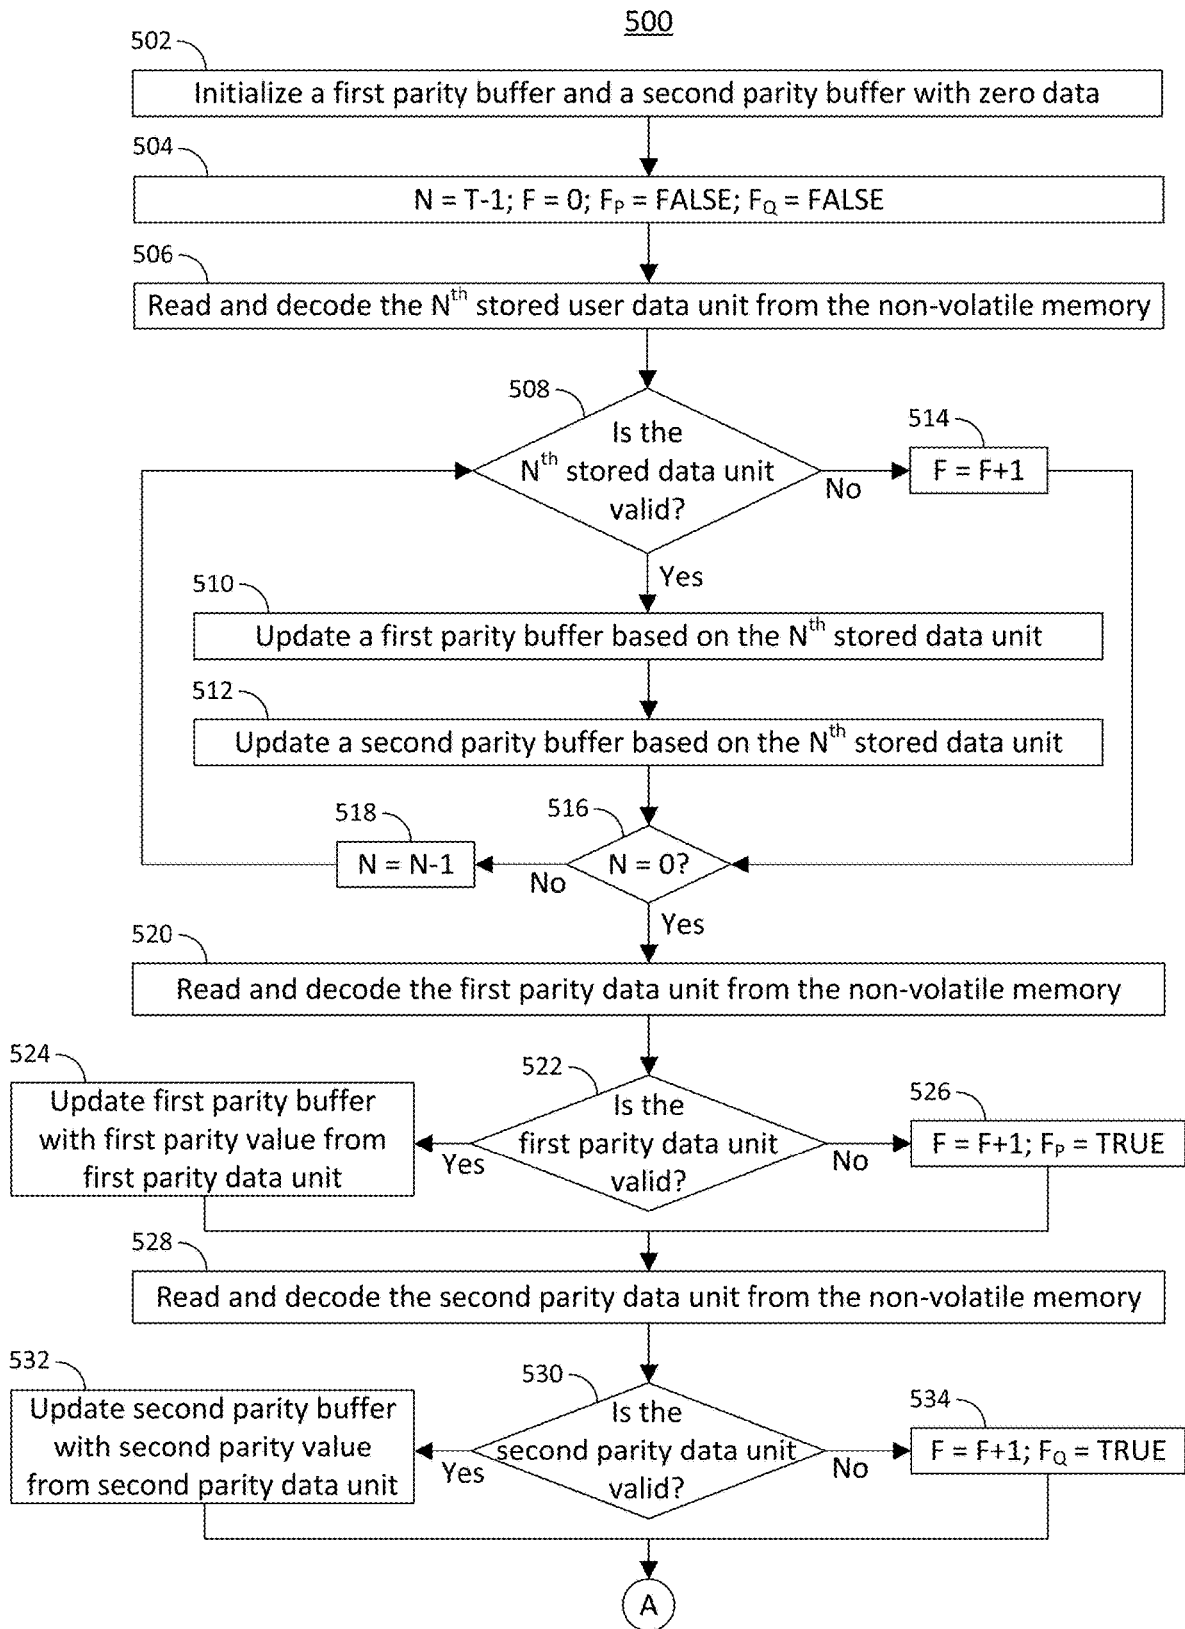 500
502
Initialize a first parity buffer and a second parity buffer with zero data
504
N = T-1; F = 0; F_P = FALSE; F_Q = FALSE
506
Read and decode the N^th stored user data unit from the non-volatile memory
508
Is the
N^th stored data unit
valid?
No
514
F = F+1
Yes
510
Update a first parity buffer based on the N^th stored data unit
512
Update a second parity buffer based on the N^th stored data unit
516
N = 0?
518
N = N-1
No
Yes
520
Read and decode the first parity data unit from the non-volatile memory
524
Update first parity buffer
with first parity value from
first parity data unit
522
Is the
first parity data unit
valid?
Yes
No
526
F = F+1; F_P = TRUE
528
Read and decode the second parity data unit from the non-volatile memory
532
Update second parity buffer
with second parity value
from second parity data unit
530
Is the
second parity data unit
valid?
Yes
No
534
F = F+1; F_Q = TRUE
A